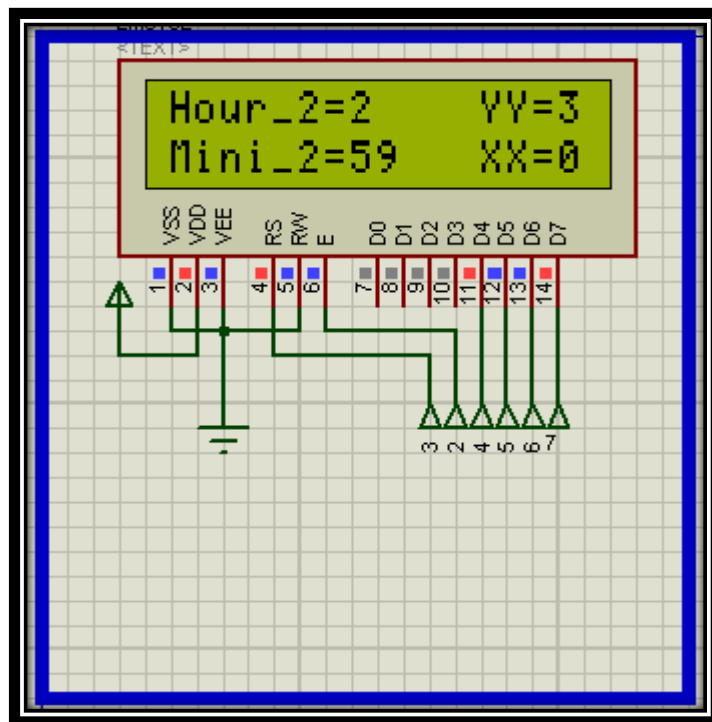 <TEXT>
Hour_2=2 YY=3
Mini_2=59 XX=0
VSS VDD VEE RS RW E D0 D1 D2 D3 D4 D5 D6 D7
1 2 3 4 5 6 7 8 9 10 11 12 13 14
3 2 4 5 6 7